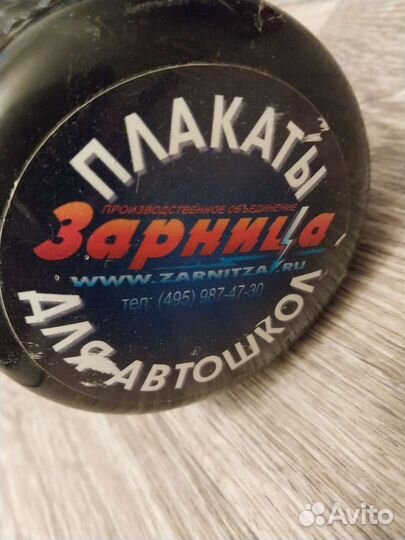 ПЛАКАТЫ
ПРОИЗВОДСТВЕННОЕ ОБЪЕДИНЕНИЕ
Зарница
WWW.ZARNITZA.RU
тел: (495) 987-47-30
ДЛЯ АВТОШКОЛ
Avito